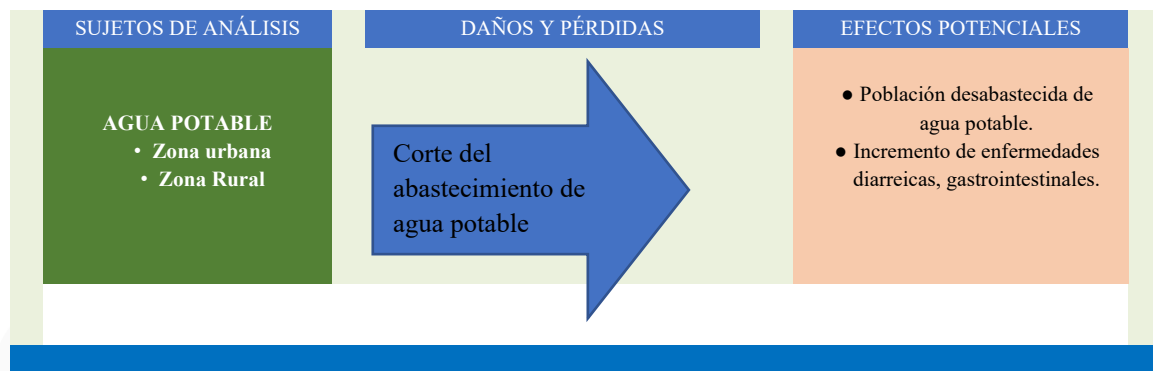 SUJETOS DE ANÁLISIS
DAÑOS Y PÉRDIDAS
EFECTOS POTENCIALES
AGUA POTABLE
• Zona urbana
• Zona Rural
Corte del
abastecimiento de
agua potable
● Población desabastecida de
agua potable.
● Incremento de enfermedades
diarreicas, gastrointestinales.